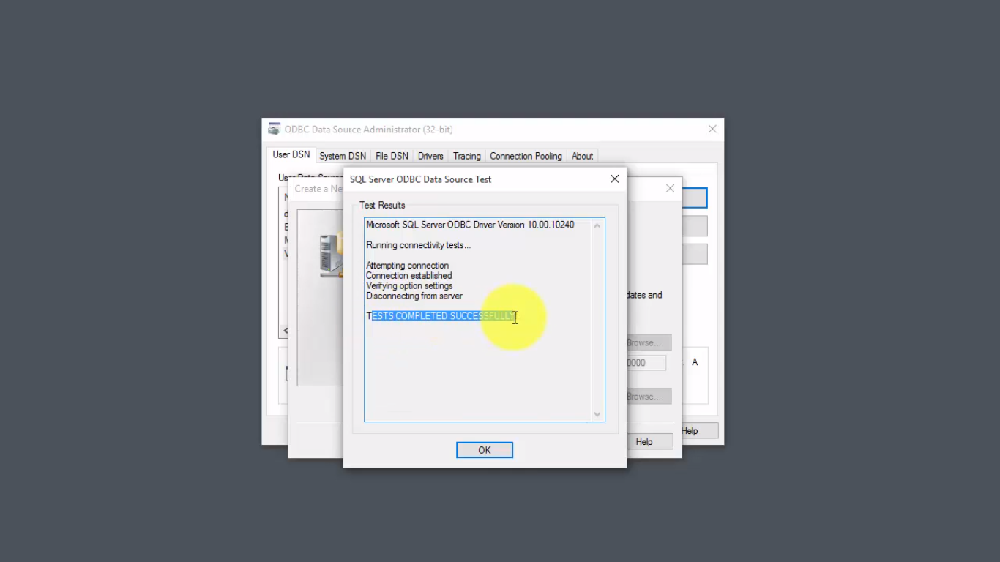 ODBC Data Source Administrator (32-bit)
User DSN
System DSN
File DSN
Drivers
Tracing
Connection Pooling
About
Create a
SQL Server ODBC Data Source Test
Test Results
Microsoft SQL Server ODBC Driver Version 10.00.10240
Running connectivity tests...
Attempting connection
Connection established
Verifying option settings
Disconnecting from server
TESTS COMPLETED SUCCESSFULLY!
OK
dates and
Browse...
0000
A
Browse...
Help
Help